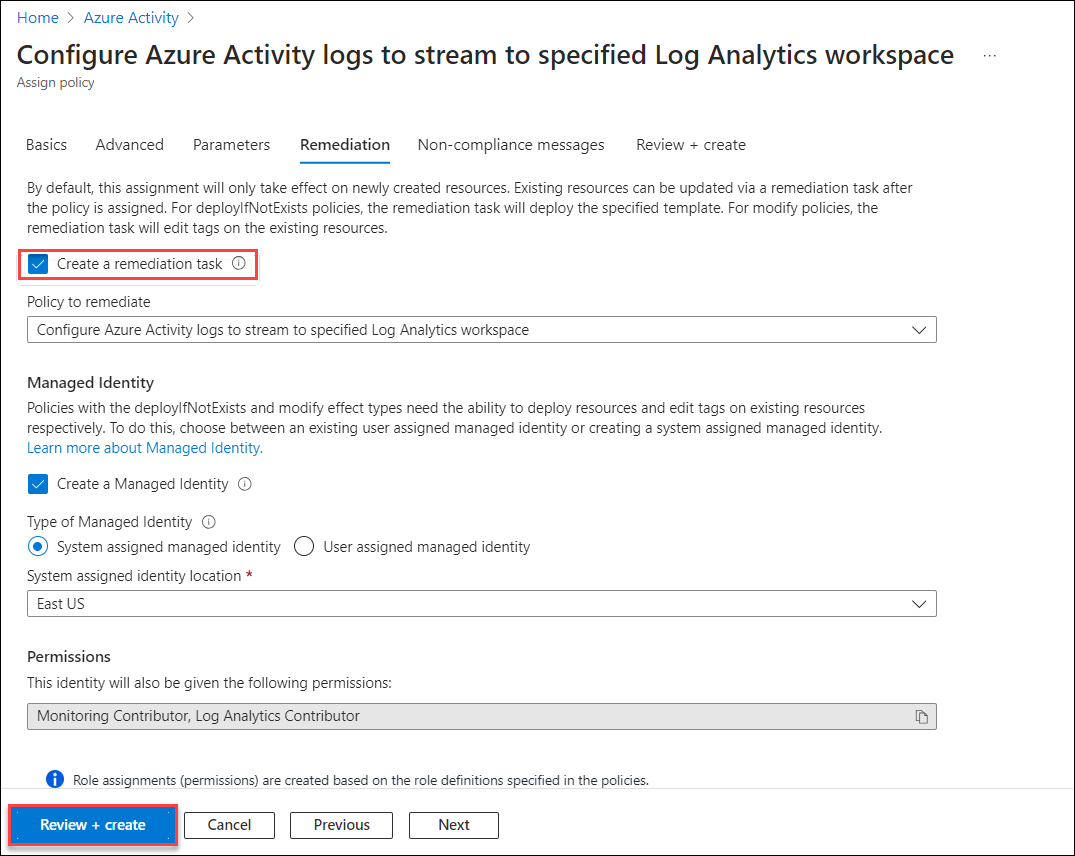 Home > Azure Activity >
Configure Azure Activity logs to stream to specified Log Analytics workspace ...
Assign policy
Basics Advanced Parameters Remediation Non-compliance messages Review + create
By default, this assignment will only take effect on newly created resources. Existing resources can be updated via a remediation task after
the policy is assigned. For deployIfNotExists policies, the remediation task will deploy the specified template. For modify policies, the
remediation task will edit tags on the existing resources.
Create a remediation task
Policy to remediate
Configure Azure Activity logs to stream to specified Log Analytics workspace
Managed Identity
Policies with the deployIfNotExists and modify effect types need the ability to deploy resources and edit tags on existing resources
respectively. To do this, choose between an existing user assigned managed identity or creating a system assigned managed identity.
Learn more about Managed Identity.
Create a Managed Identity
Type of Managed Identity
System assigned managed identity User assigned managed identity
System assigned identity location *
East US
Permissions
This identity will also be given the following permissions:
Monitoring Contributor, Log Analytics Contributor
Role assignments (permissions) are created based on the role definitions specified in the policies.
Review + create Cancel Previous Next